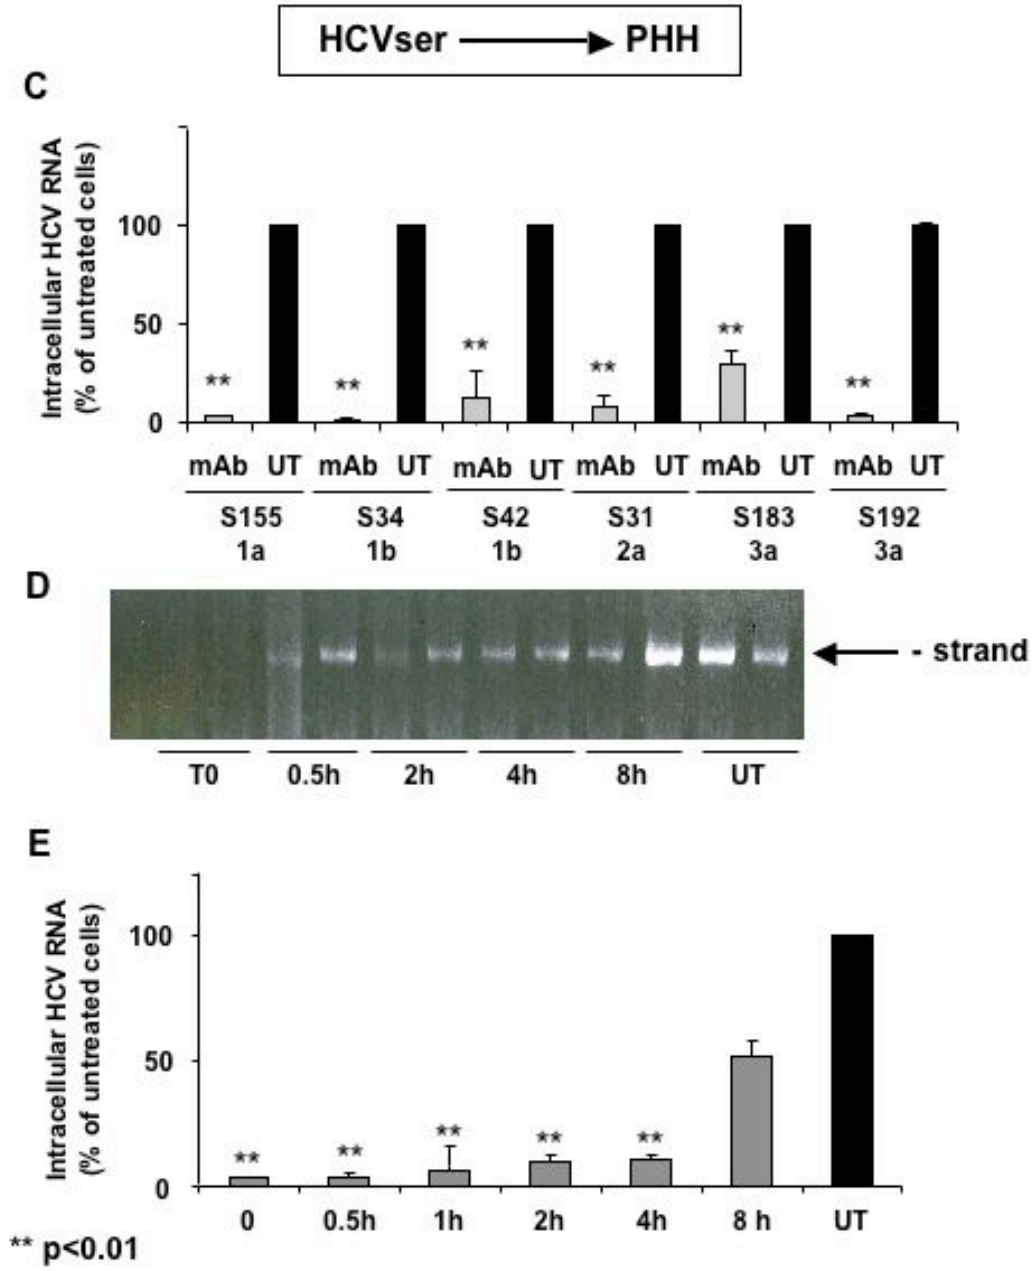 HCVser PHH
C
Intracellular HCV RNA
(% of untreated cells)
100
50
0
** ** ** ** ** **
mAb UT mAb UT mAb UT mAb UT mAb UT mAb UT
S155 S34 S42 S31 S183 S192
1a 1b 1b 2a 3a 3a
D
- strand
T0 0.5h 2h 4h 8h UT
E
Intracellular HCV RNA
(% of untreated cells)
100
50
0
** ** ** ** **
0 0.5h 1h 2h 4h 8 h UT
** p<0.01